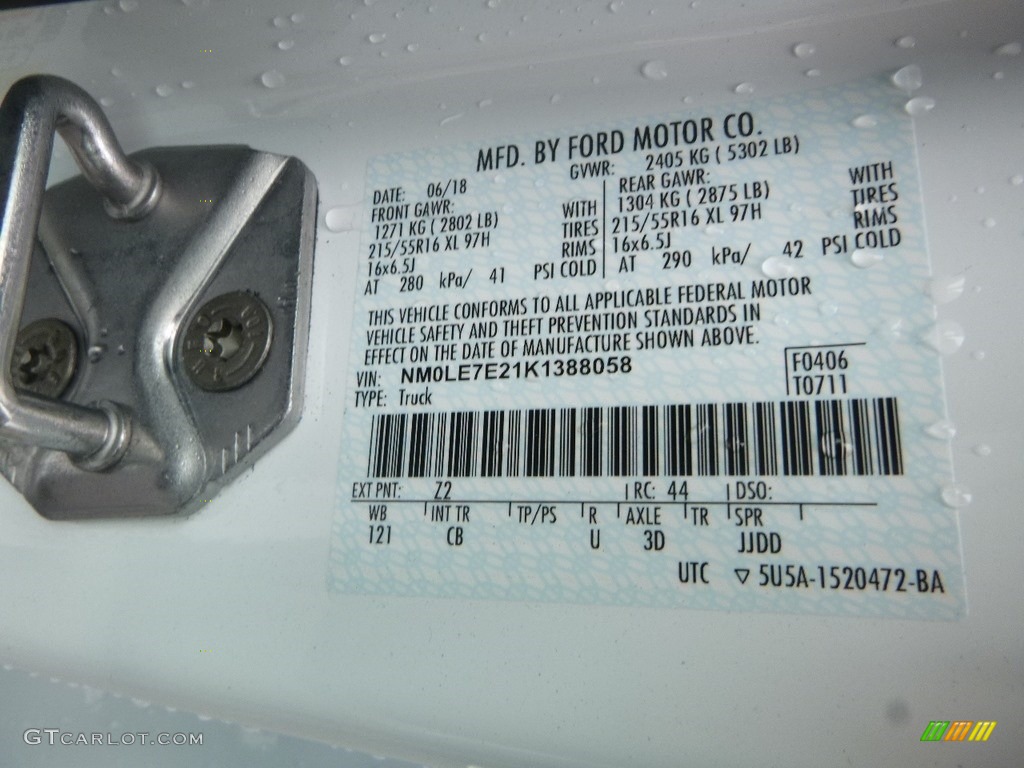 MFD. BY FORD MOTOR CO.
DATE: 06/18 GVWR: 2405 KG ( 5302 LB)
FRONT GAWR:
1271 KG ( 2802 LB) WITH
215/55R16 XL 97H TIRES
16x6.5J RIMS
AT 280 kPa/ 41 PSI COLD
REAR GAWR:
1304 KG ( 2875 LB) WITH
215/55R16 XL 97H TIRES
16x6.5J RIMS
AT 290 kPa/ 42 PSI COLD
THIS VEHICLE CONFORMS TO ALL APPLICABLE FEDERAL MOTOR
VEHICLE SAFETY AND THEFT PREVENTION STANDARDS IN
EFFECT ON THE DATE OF MANUFACTURE SHOWN ABOVE.
VIN: NM0LE7E21K1388058
TYPE: Truck
F0406
T0711
EXT PNT: Z2 RC: 44 DSO:
WB INT TR TP/PS R AXLE TR SPR
121 CB U 3D JJDD
UTC ▽ 5U5A-1520472-BA
GTCARLOT.COM